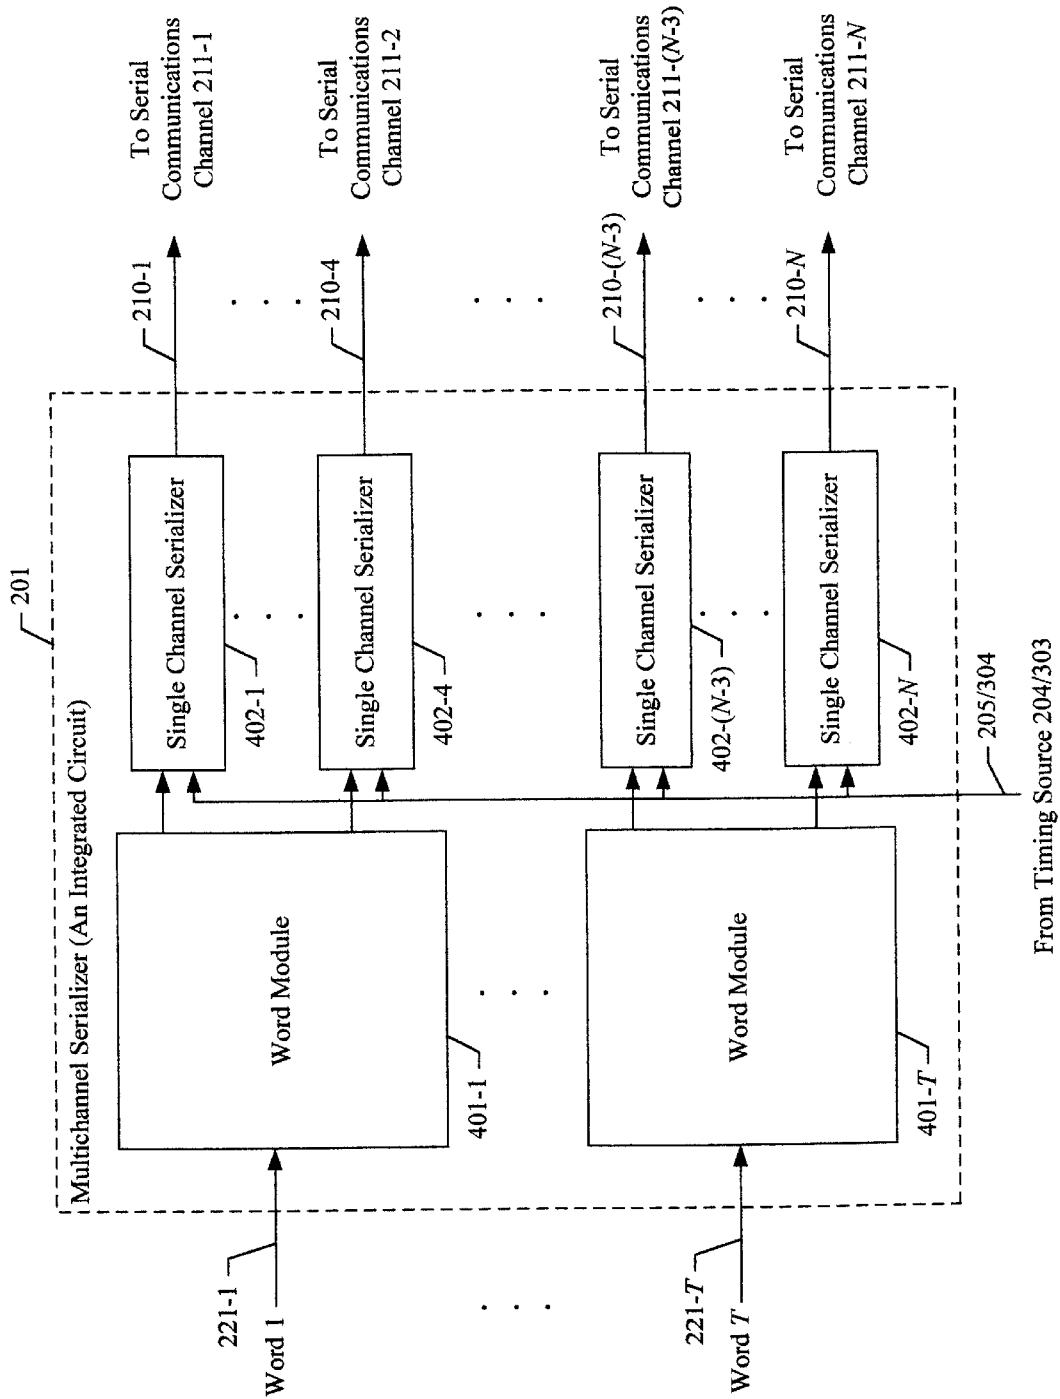 201
Multichannel Serializer (An Integrated Circuit)
221-1
Word 1
Word Module
401-1
Single Channel Serializer
402-1
210-1
To Serial
Communications
Channel 211-1
Single Channel Serializer
402-4
210-4
To Serial
Communications
Channel 211-2
. . .
. . .
. . .
. . .
. . .
. . .
221-T
Word T
Word Module
401-T
Single Channel Serializer
402-(N-3)
210-(N-3)
To Serial
Communications
Channel 211-(N-3)
. . .
. . .
Single Channel Serializer
402-N
210-N
To Serial
Communications
Channel 211-N
205/304
From Timing Source 204/303